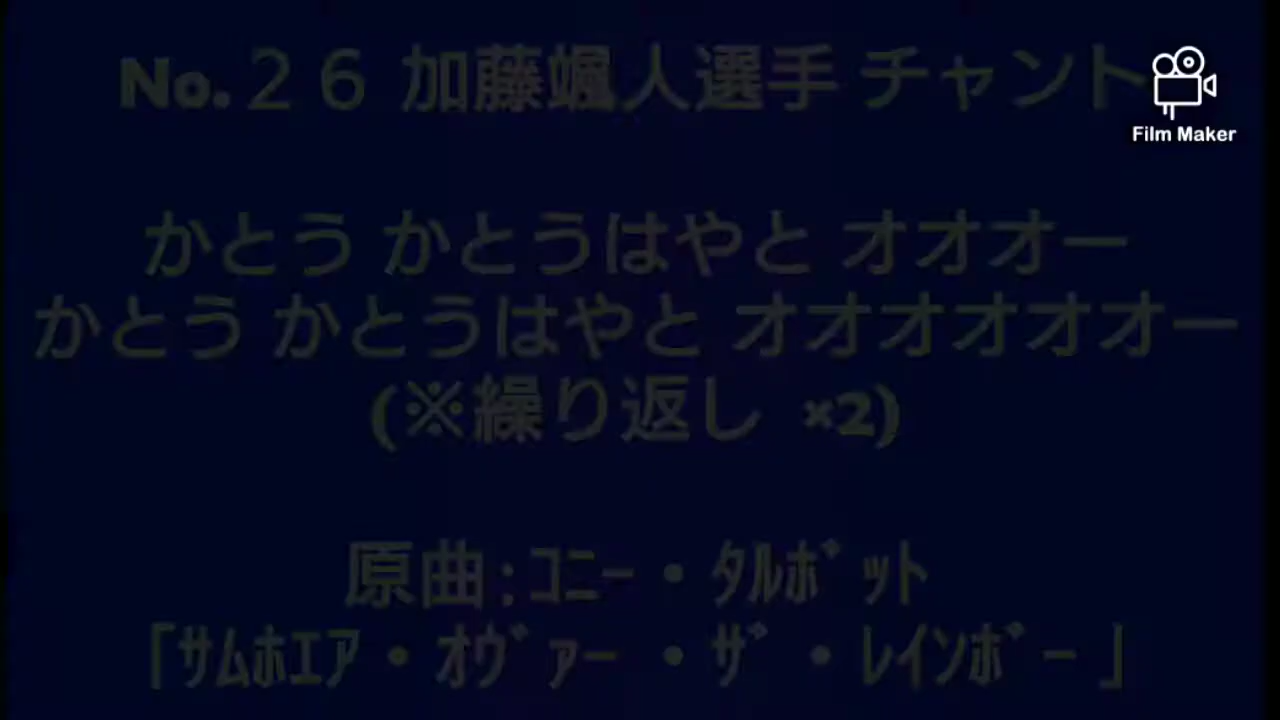 No.２６ 加藤颯人選手 チャント
Film Maker
かとう かとうはやと オオオー
かとう かとうはやと オオオオオオー
(※繰り返し ×2)
原曲:ｺﾆｰ・ﾀﾙﾎﾞｯﾄ
｢ｻﾑﾎｴｱ・ｵｳﾞｧｰ・ｻﾞ・ﾚｲﾝﾎﾞｰ｣